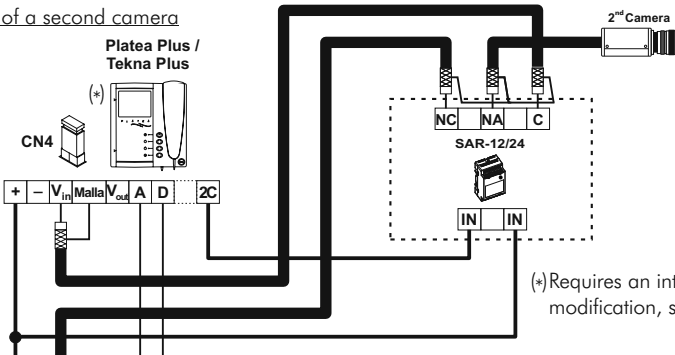 of a second camera
2nd Camera
Platea Plus /
Tekna Plus
(*)
CN4
NC NA C
SAR-12/24
+ – Vin Malla Vout A D 2C
IN IN
(*) Requires an
modification,